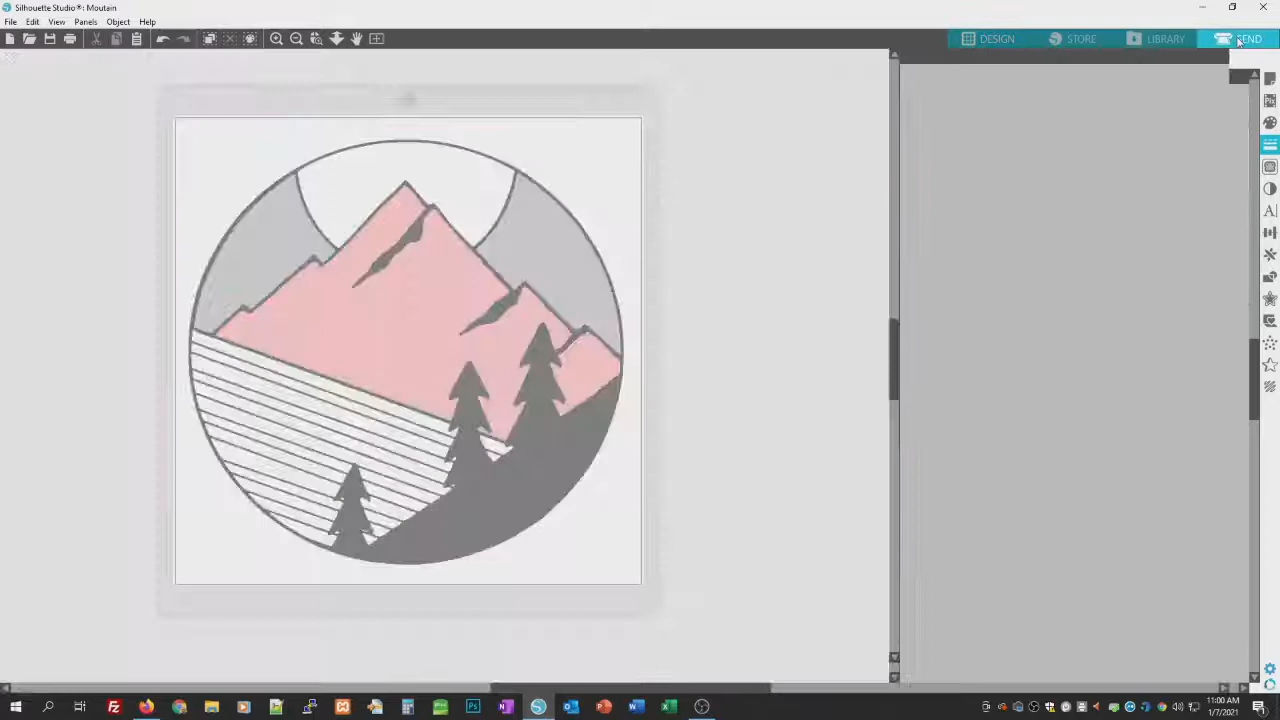 Silhouette Studio®: Moutain
File Edit View Panels Object Help
DESIGN STORE LIBRARY SEND
11:00 AM
1/7/2021